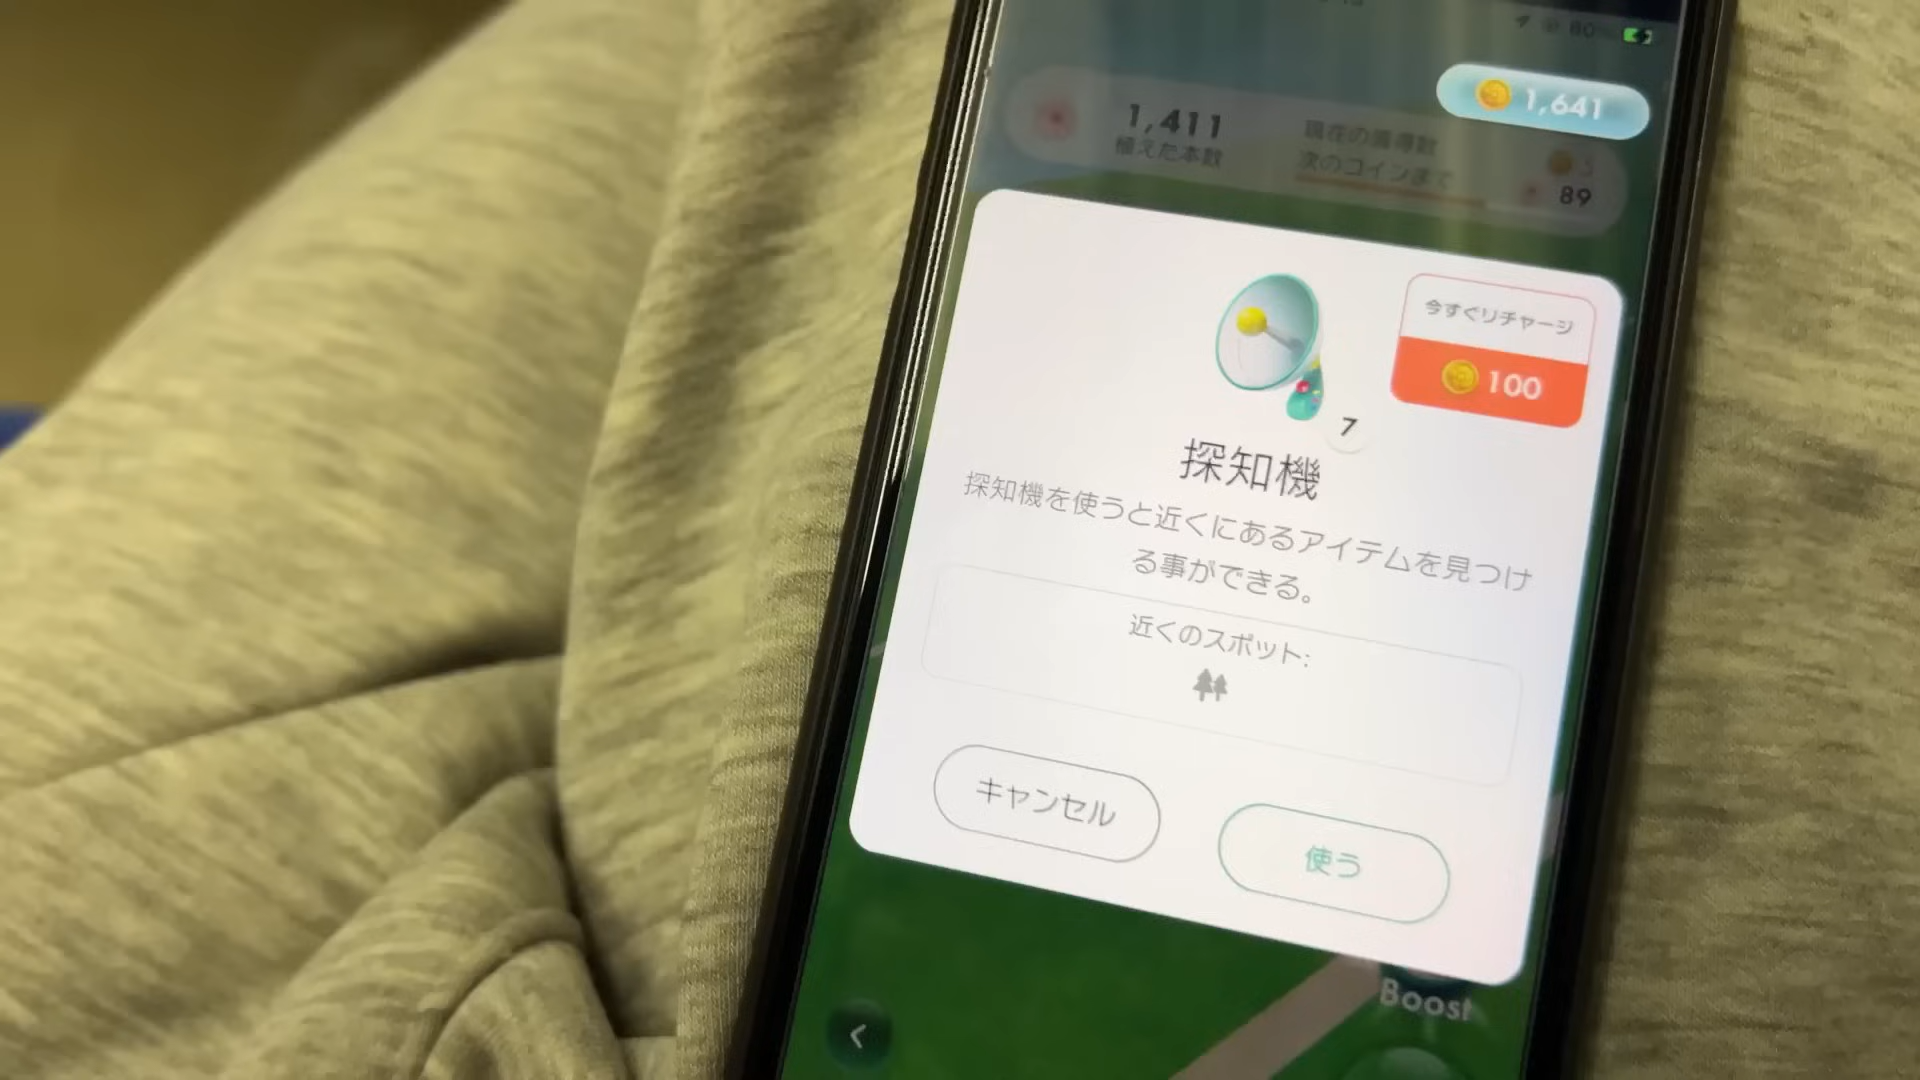 80
1,641
1,411
植えた本数
現在の獲得数
5
次のコインまで
89
今すぐリチャージ
100
7
探知機
探知機を使うと近くにあるアイテムを見つけ
る事ができる。
近くのスポット:
キャンセル
使う
Boost